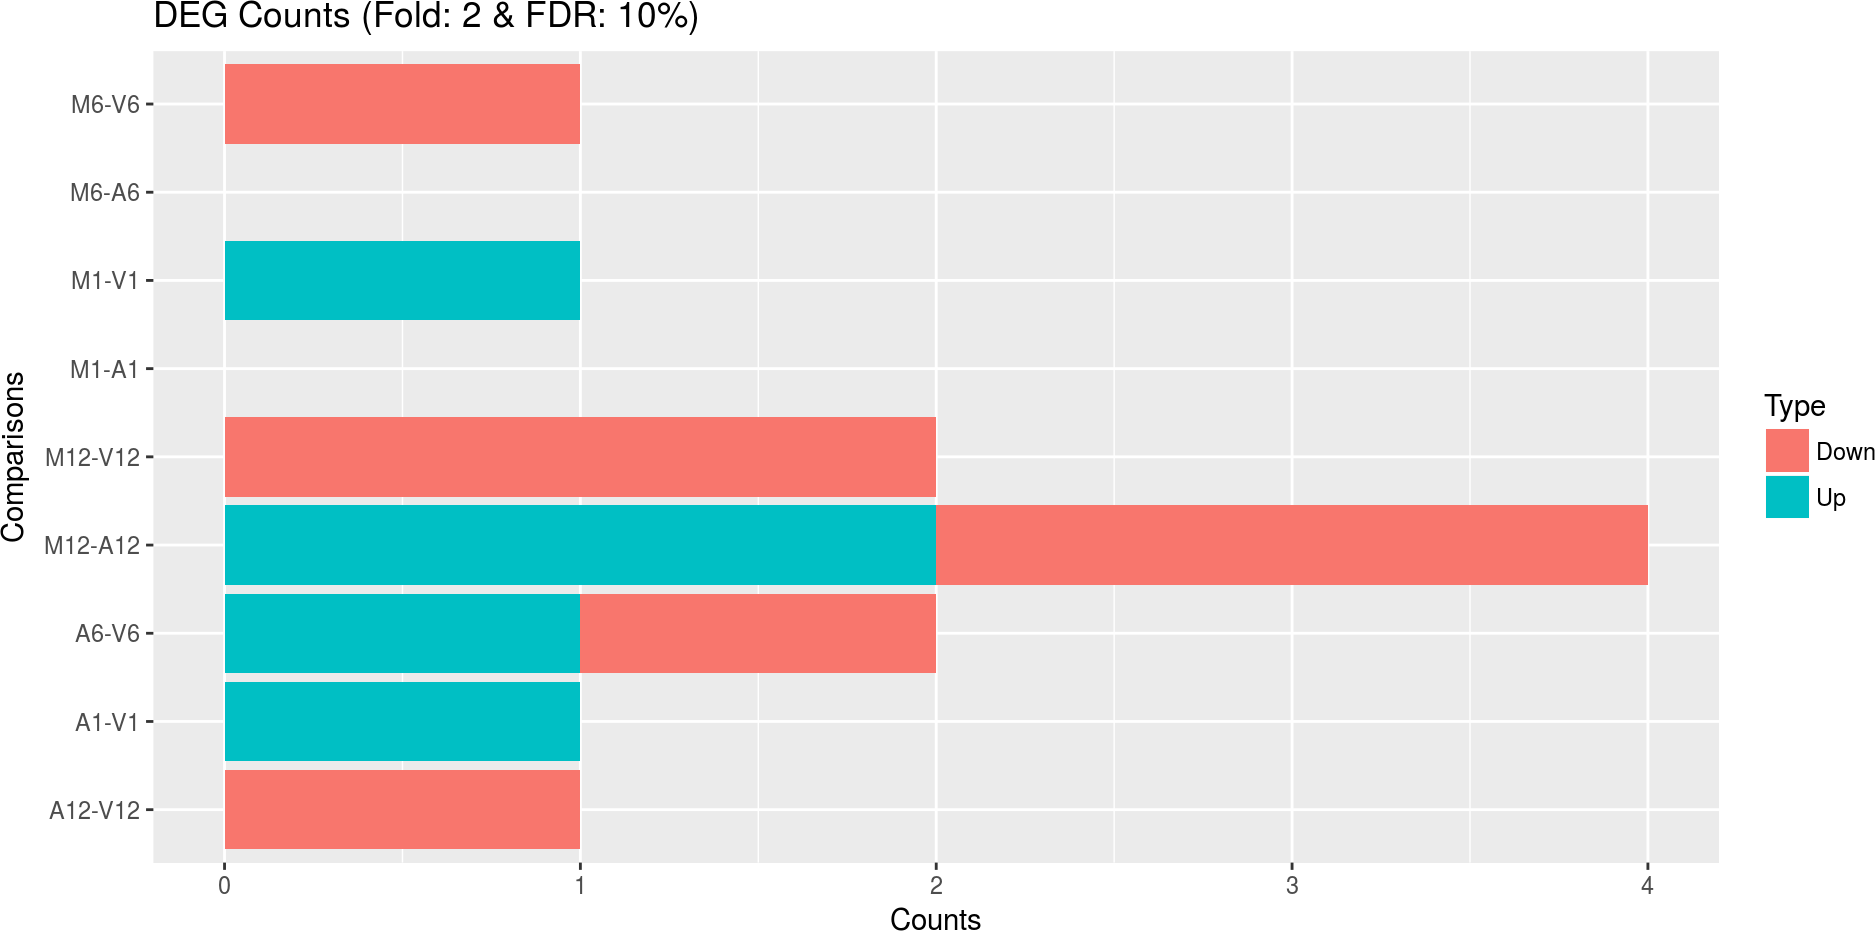 DEG Counts (Fold: 2 & FDR: 10%)
M6-V6
M6-A6
M1-V1
M1-A1
M12-V12
M12-A12
A6-V6
A1-V1
A12-V12
Comparisons
0 1 2 3 4
Counts
Type
Down
Up